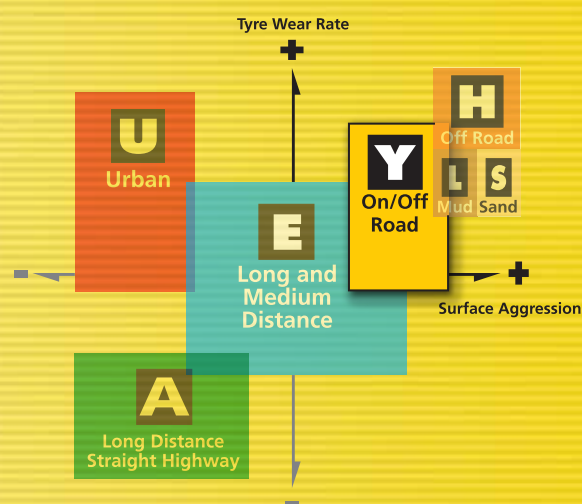 Tyre Wear Rate
H
Off Road
U
Urban
Y
On/Off
Road
L
Mud
S
Sand
E
Long and
Medium
Distance
Surface Aggression
A
Long Distance
Straight Highway